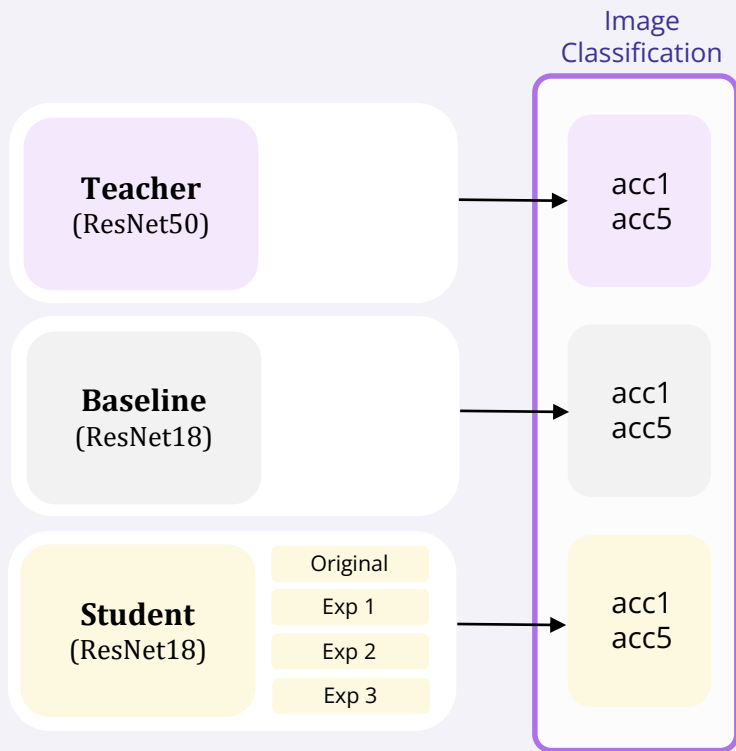 Image
Classification
Teacher
(ResNet50)
acc1
acc5
Baseline
(ResNet18)
acc1
acc5
Student
(ResNet18)
Original
Exp 1
Exp 2
Exp 3
acc1
acc5